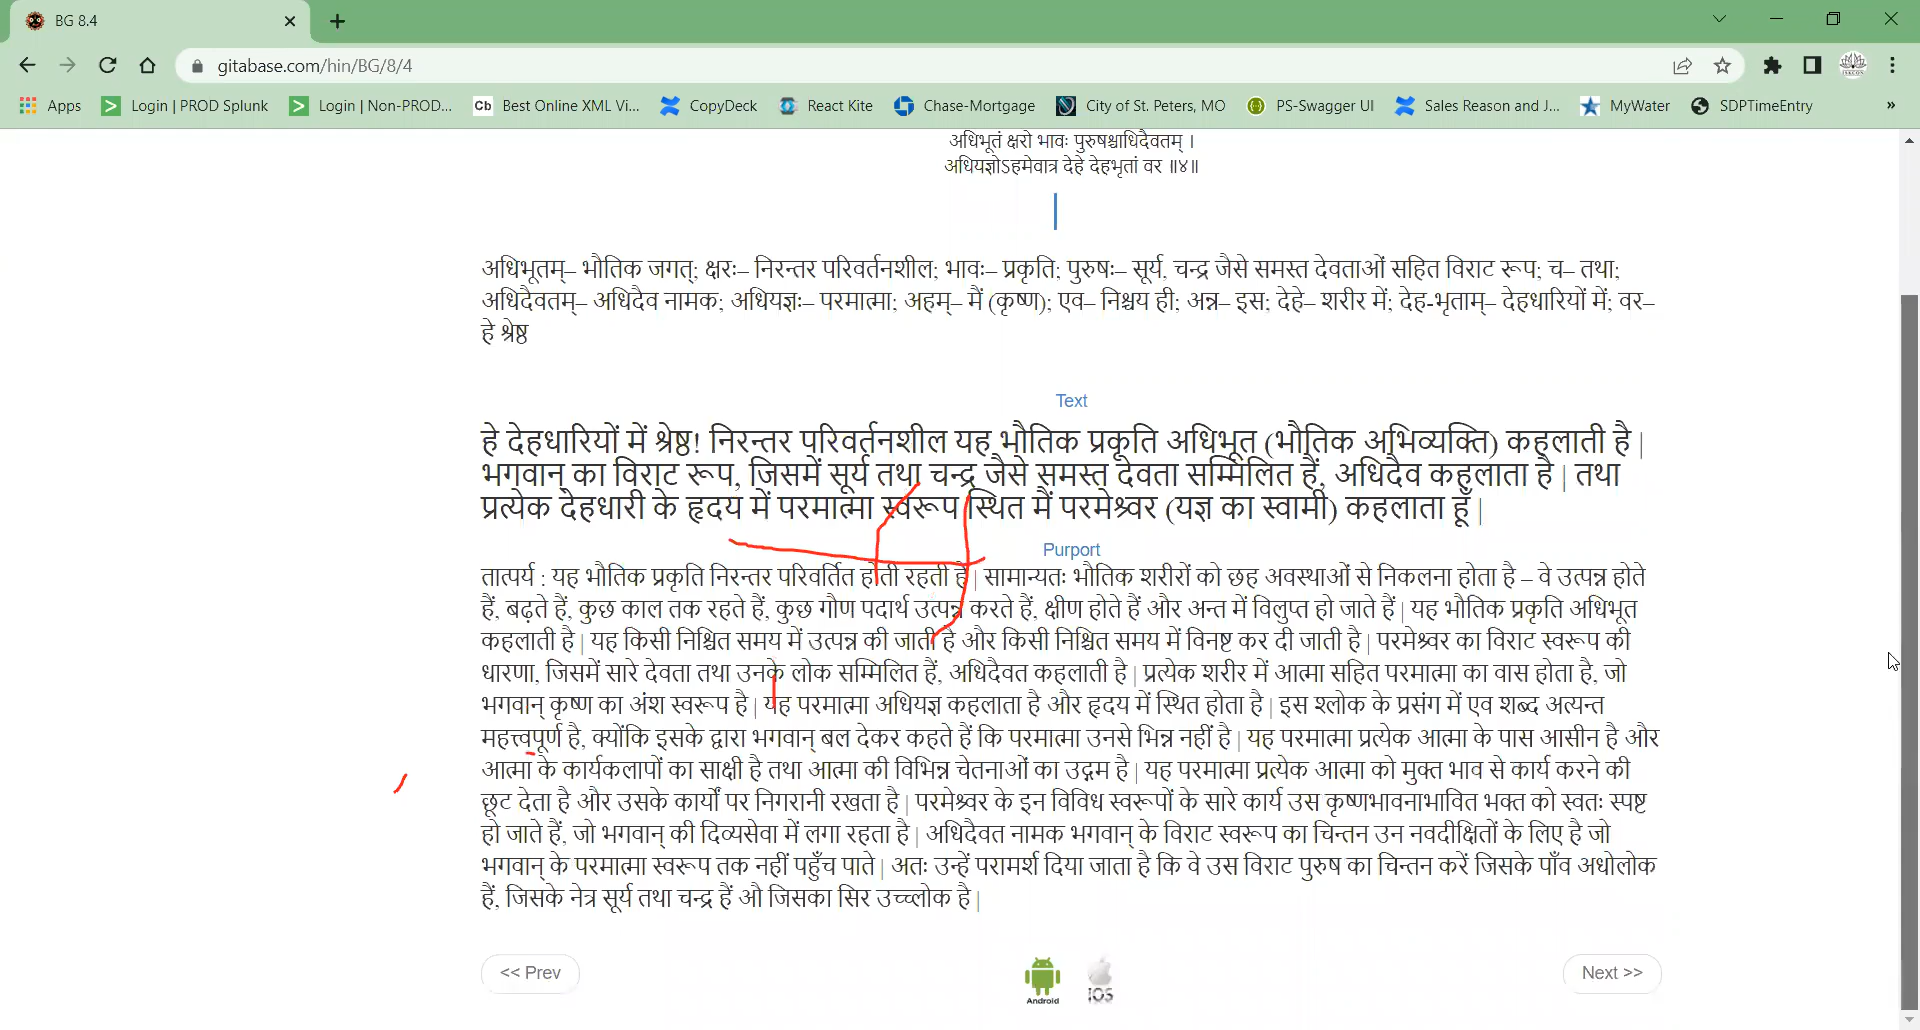 BG 8.4
gitabase.com/hin/BG/8/4
Apps
Login | PROD Splunk
Login | Non-PROD...
Cb Best Online XML Vi...
CopyDeck
React Kite
Chase-Mortgage
City of St. Peters, MO
PS-Swagger UI
Sales Reason and J...
MyWater
SDPTimeEntry
»
अधिभूतं क्षरो भावः पुरुषश्चाधिदैवतम् ।
अधियज्ञोऽहमेवात्र देहे देहभृतां वर ॥४॥
अधिभूतम्– भौतिक जगत्; क्षरः– निरन्तर परिवर्तनशील; भावः– प्रकृति; पुरुषः– सूर्य, चन्द्र जैसे समस्त देवताओं सहित विराट रूप; च– तथा;
अधिदैवतम्– अधिदैव नामक; अधियज्ञः– परमात्मा; अहम्– मैं (कृष्ण); एव– निश्चय ही; अन्न– इस; देहे– शरीर में; देह-भृताम्– देहधारियों में; वर–
हे श्रेष्ठ
Text
हे देहधारियों में श्रेष्ठ! निरन्तर परिवर्तनशील यह भौतिक प्रकृति अधिभूत (भौतिक अभिव्यक्ति) कहलाती है |
भगवान् का विराट रूप, जिसमें सूर्य तथा चन्द्र जैसे समस्त देवता सम्मिलित हैं, अधिदैव कहलाता है | तथा
प्रत्येक देहधारी के हृदय में परमात्मा स्वरूप स्थित मैं परमेश्र्वर (यज्ञ का स्वामी) कहलाता हूँ |
Purport
तात्पर्य : यह भौतिक प्रकृति निरन्तर परिवर्तित होती रहती है | सामान्यतः भौतिक शरीरों को छह अवस्थाओं से निकलना होता है – वे उत्पन्न होते
हैं, बढ़ते हैं, कुछ काल तक रहते हैं, कुछ गौण पदार्थ उत्पन्न करते हैं, क्षीण होते हैं और अन्त में विलुप्त हो जाते हैं | यह भौतिक प्रकृति अधिभूत
कहलाती है | यह किसी निश्चित समय में उत्पन्न की जाती है और किसी निश्चित समय में विनष्ट कर दी जाती है | परमेश्वर का विराट स्वरूप की
धारणा, जिसमें सारे देवता तथा उनके लोक सम्मिलित हैं, अधिदैवत कहलाती है | प्रत्येक शरीर में आत्मा सहित परमात्मा का वास होता है, जो
भगवान् कृष्ण का अंश स्वरूप है | यह परमात्मा अधियज्ञ कहलाता है और हृदय में स्थित होता है | इस श्लोक के प्रसंग में एव शब्द अत्यन्त
महत्त्वपूर्ण है, क्योंकि इसके द्वारा भगवान् बल देकर कहते हैं कि परमात्मा उनसे भिन्न नहीं है | यह परमात्मा प्रत्येक आत्मा के पास आसीन है और
आत्मा के कार्यकलापों का साक्षी है तथा आत्मा की विभिन्न चेतनाओं का उद्गम है | यह परमात्मा प्रत्येक आत्मा को मुक्त भाव से कार्य करने की
छूट देता है और उसके कार्यों पर निगरानी रखता है | परमेश्वर के इन विविध स्वरूपों के सारे कार्य उस कृष्णभावनाभावित भक्त को स्वतः स्पष्ट
हो जाते हैं, जो भगवान् की दिव्यसेवा में लगा रहता है | अधिदैवत नामक भगवान् के विराट स्वरूप का चिन्तन उन नवदीक्षितों के लिए है जो
भगवान् के परमात्मा स्वरूप तक नहीं पहुँच पाते | अतः उन्हें परामर्श दिया जाता है कि वे उस विराट पुरुष का चिन्तन करें जिसके पाँव अधोलोक
हैं, जिसके नेत्र सूर्य तथा चन्द्र हैं औ जिसका सिर उच्च्लोक है |
<< Prev
Android
iOS
Next >>